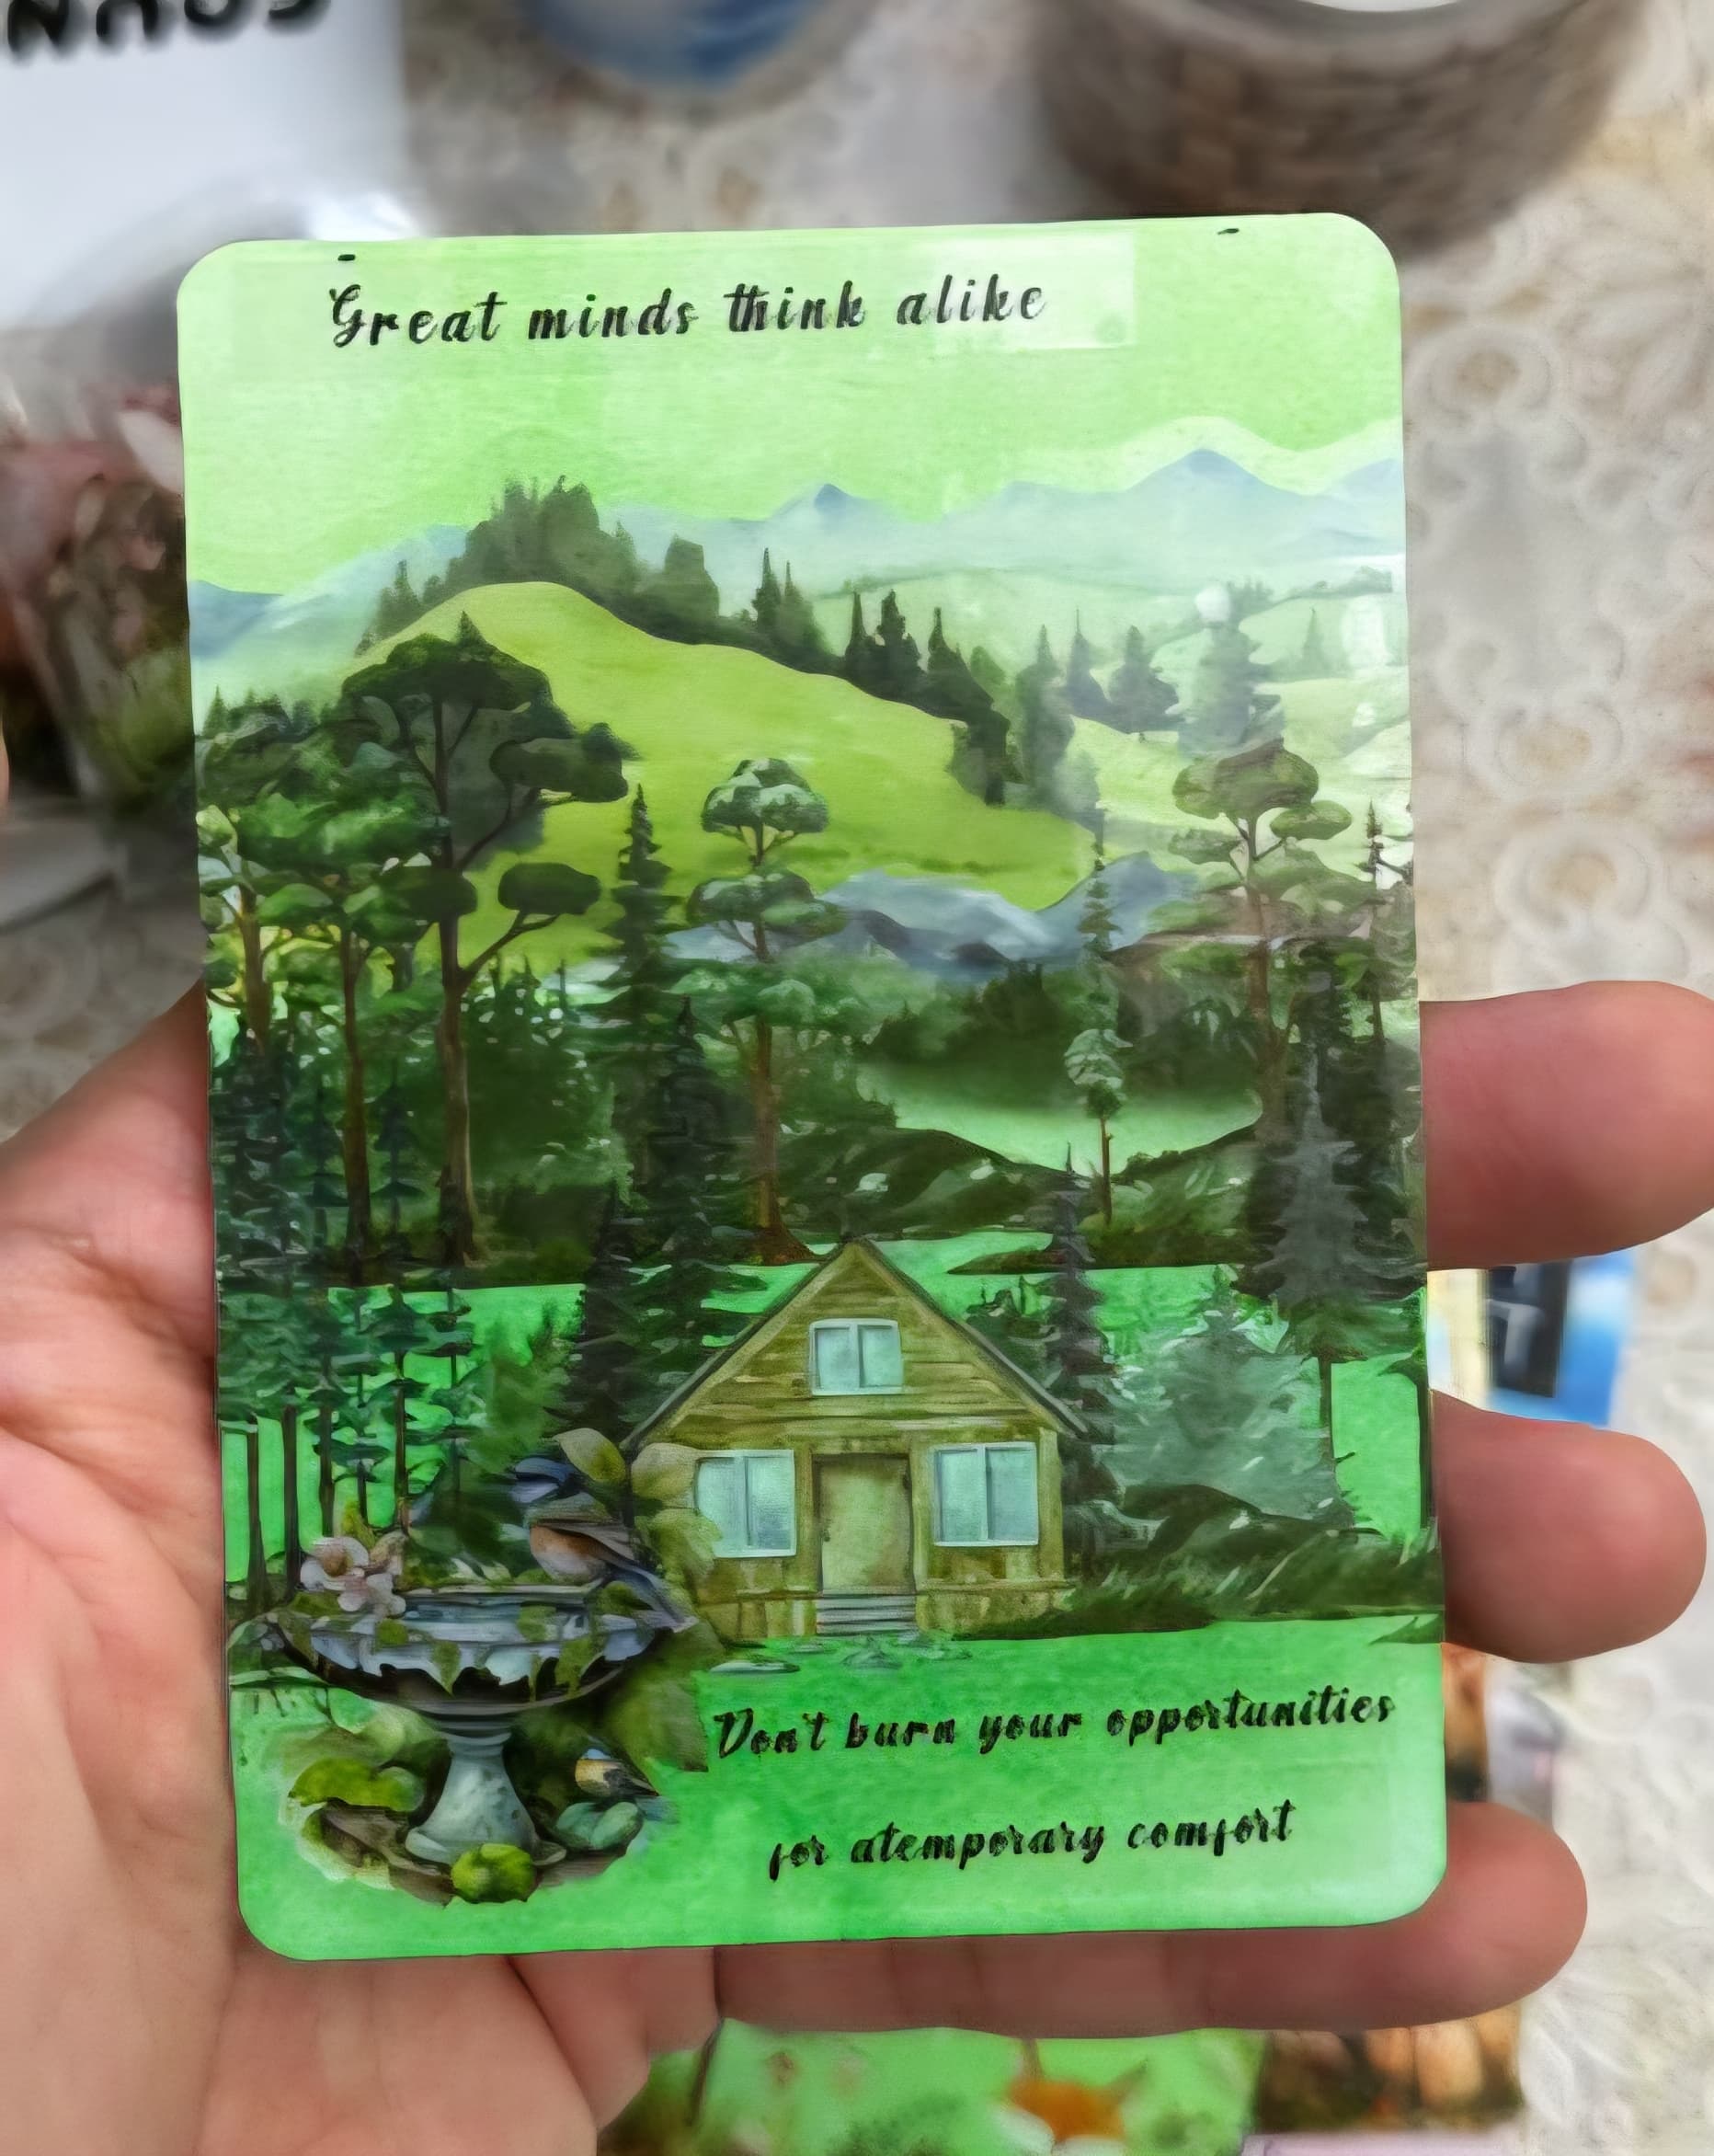 Great minds think alike
Don't burn your opportunities
for atemporary comfort